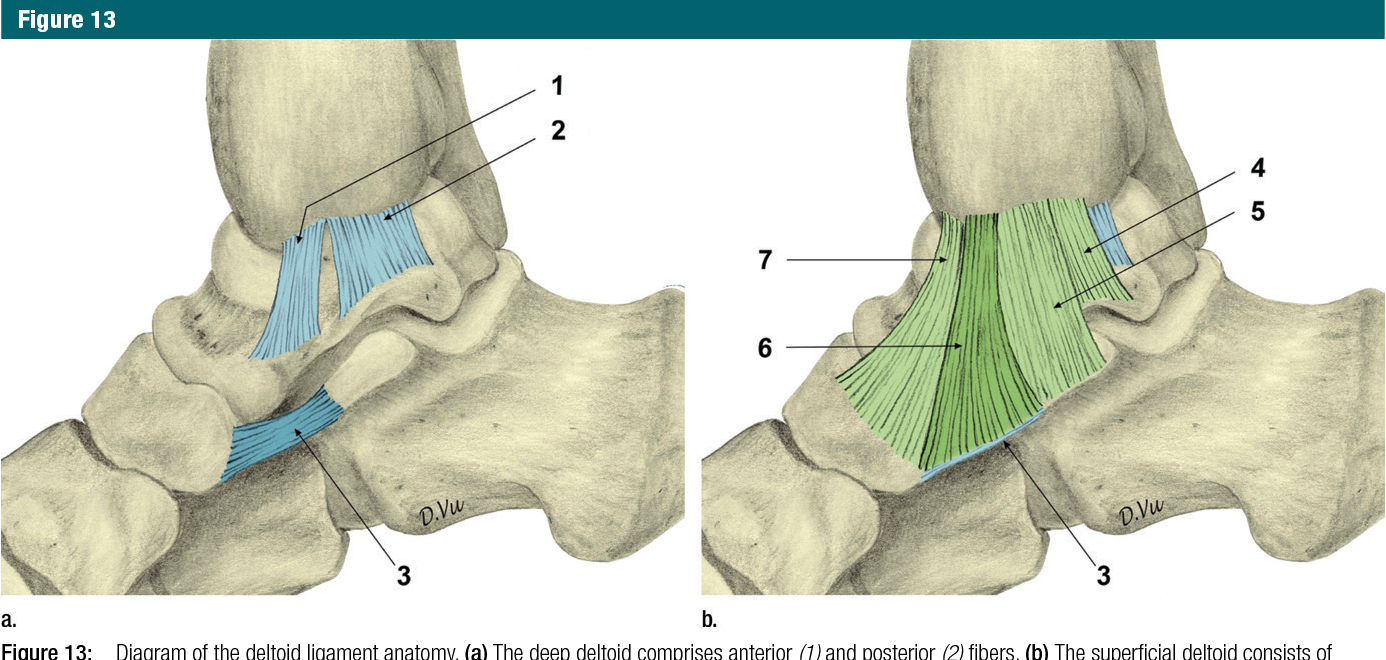 Figure 13
1
2
3
D.Vu
a.
4
5
7
6
3
D.Vu
b.
Figure 13: Diagram of the deltoid ligament anatomy. (a) The deep deltoid comprises anterior (1) and posterior (2) fibers. (b) The superficial deltoid consists of